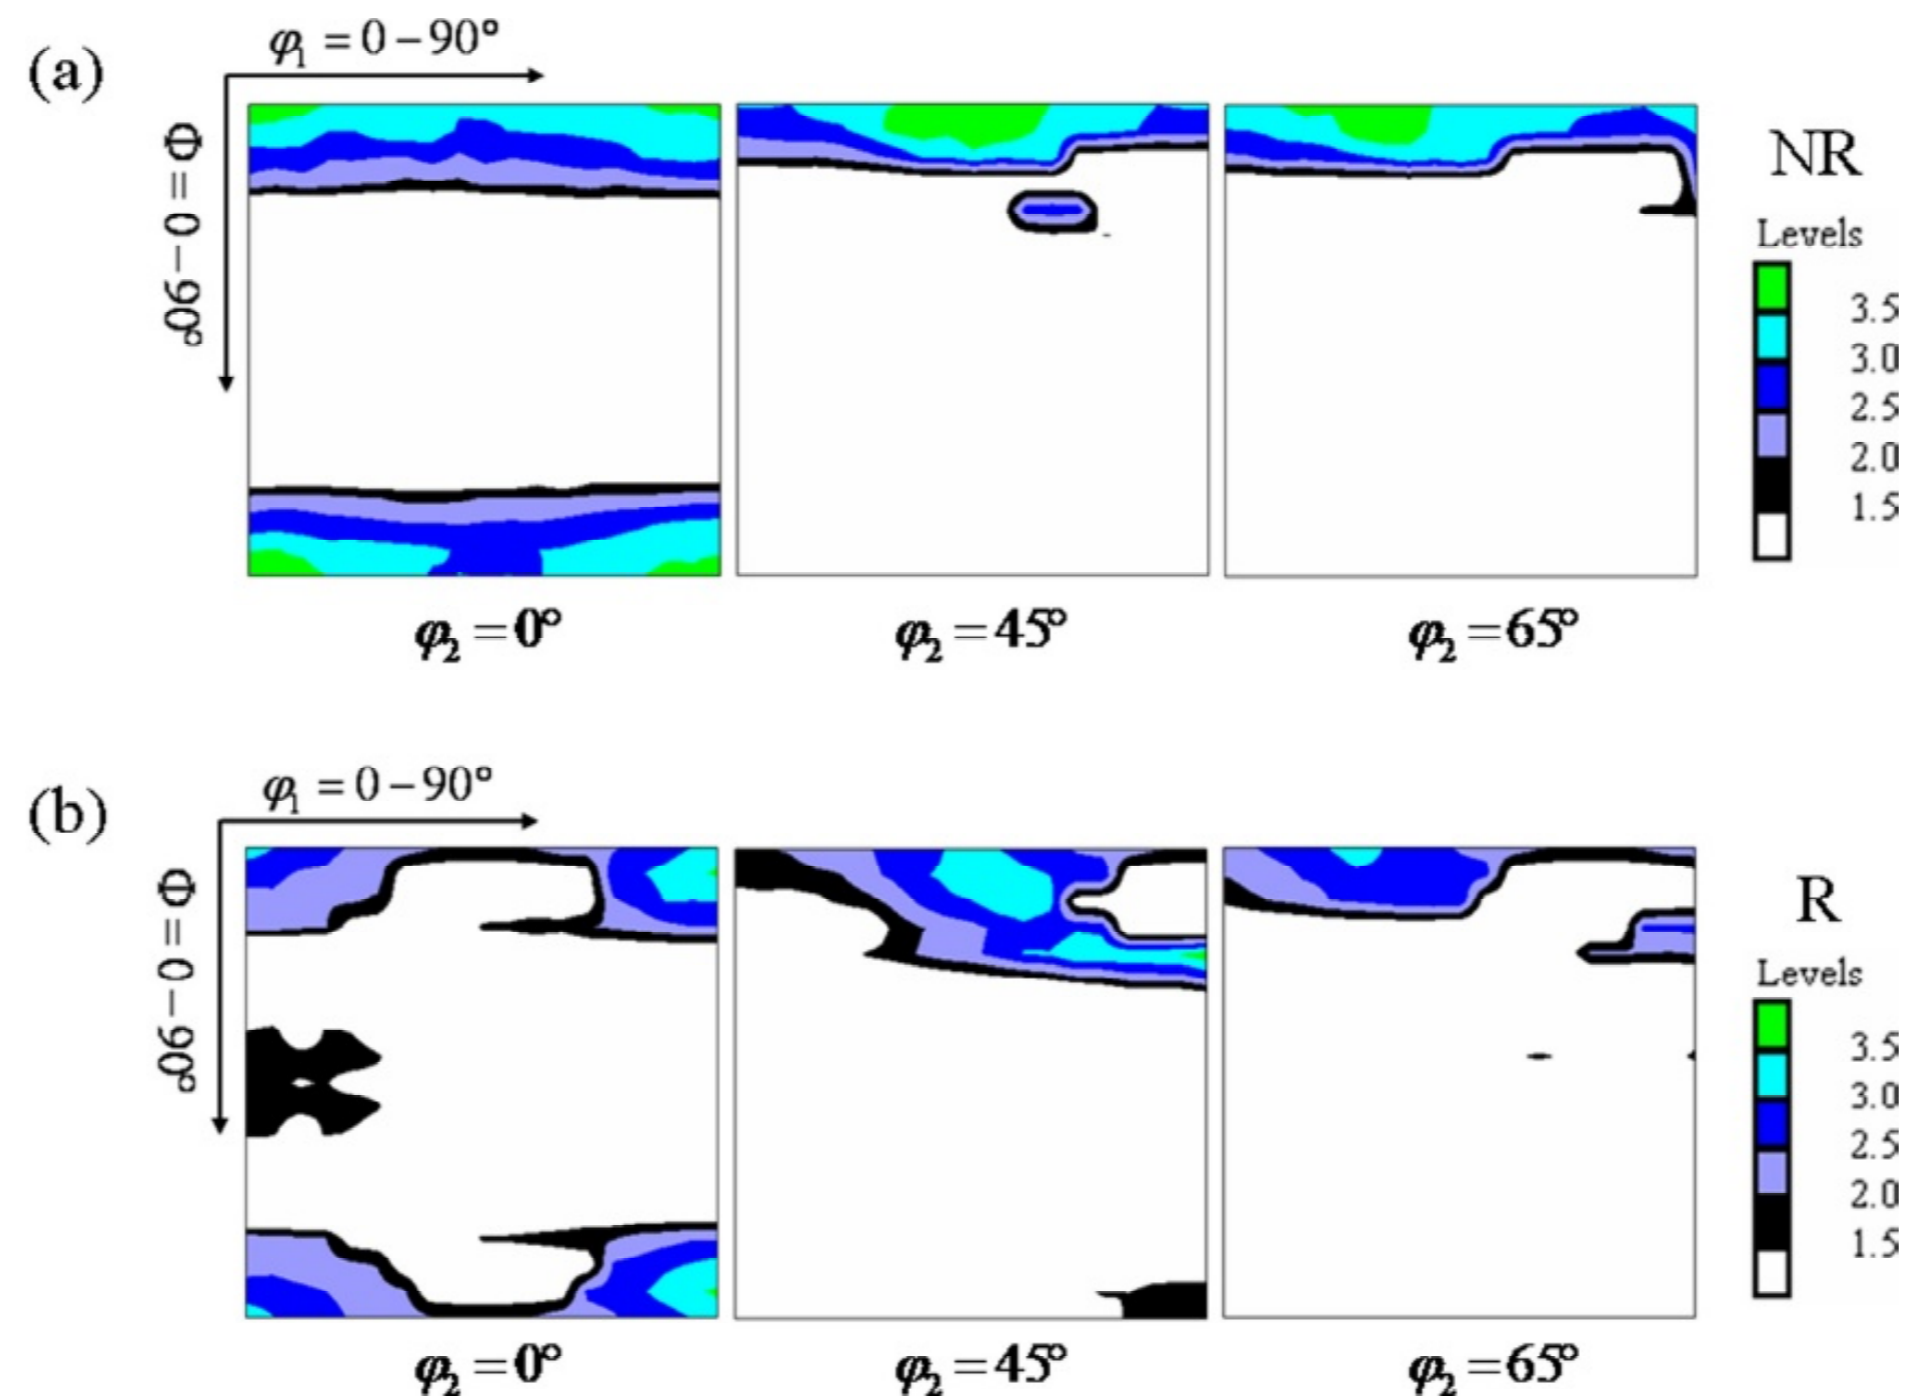 (a)
φ₁ = 0 – 90°
Φ = 0 – 90°
NR
Levels
3.5
3.0
2.5
2.0
1.5
φ₂ = 0°
φ₂ = 45°
φ₂ = 65°
(b)
φ₁ = 0 – 90°
Φ = 0 – 90°
R
Levels
3.5
3.0
2.5
2.0
1.5
φ₂ = 0°
φ₂ = 45°
φ₂ = 65°